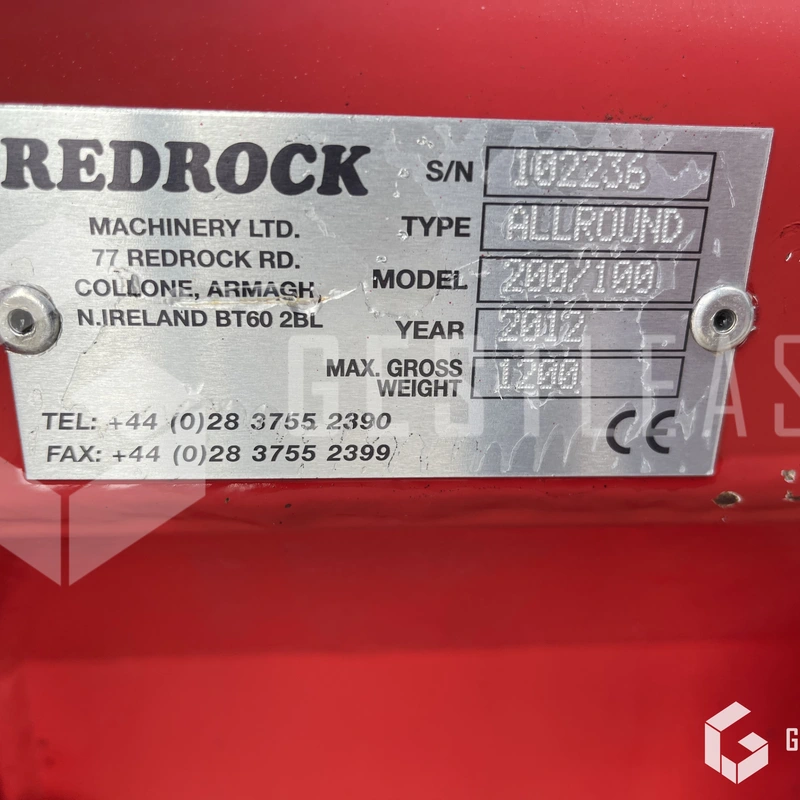 REDROCK
MACHINERY LTD.
77 REDROCK RD.
COLLONE, ARMAGH,
N.IRELAND BT60 2BL
TEL: +44 (0)28 3755 2390
FAX: +44 (0)28 3755 2399
S/N 102236
TYPE ALLROUND
MODEL 200/100
YEAR 2012
MAX. GROSS
WEIGHT 1200
CE
GESTLEAS
G